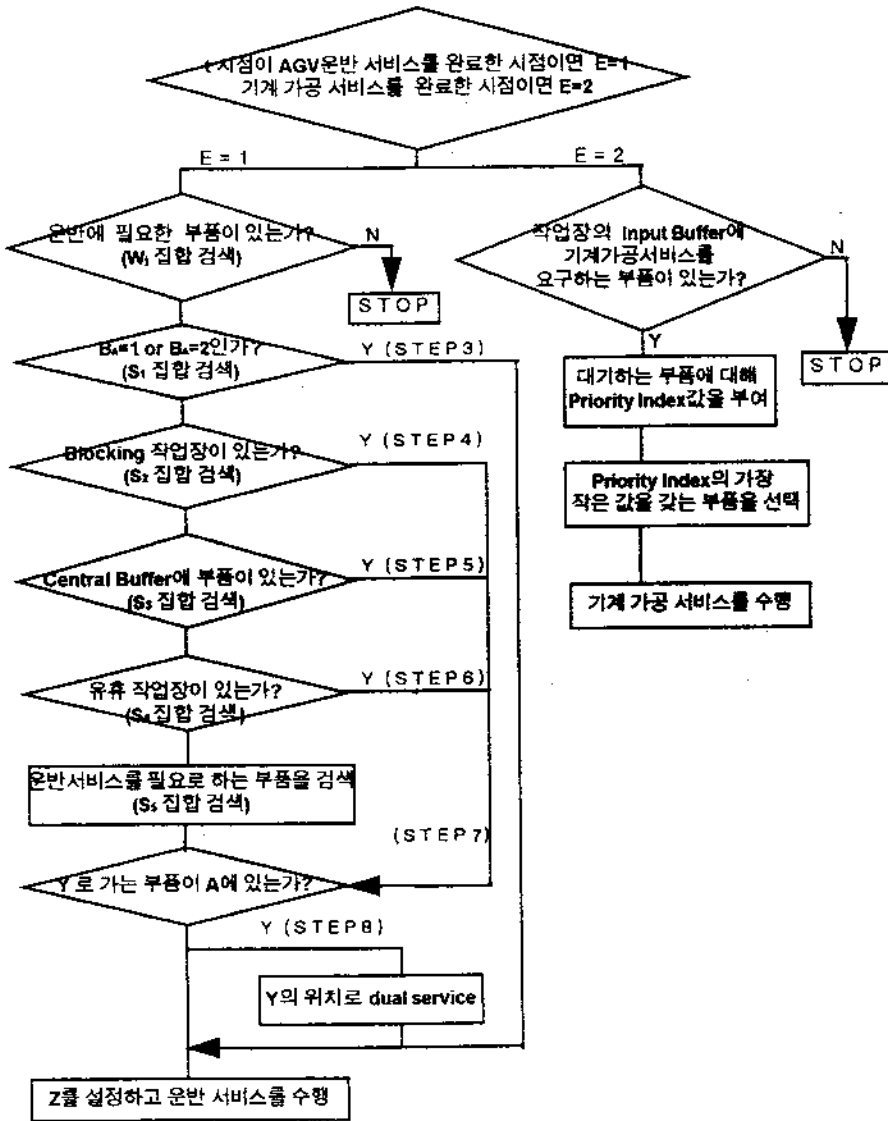 t 시점이 AGV운반 서비스를 완료한 시점이면 E=1
기계 가공 서비스를 완료한 시점이면 E=2
E = 1
E = 2
운반에 필요한 부품이 있는가?
(W₁ 집합 검색)
N
STOP
작업장의 Input Buffer에
기계가공서비스를
요구하는 부품이 있는가?
N
STOP
Y
B₄=1 or B₄=2인가?
(S₁ 집합 검색)
Y (STEP3)
대기하는 부품에 대해
Priority Index값을 부여
Blocking 작업장이 있는가?
(S₂ 집합 검색)
Y (STEP4)
Priority Index의 가장
작은 값을 갖는 부품을 선택
Central Buffer에 부품이 있는가?
(S₃ 집합 검색)
Y (STEP5)
기계 가공 서비스를 수행
유휴 작업장이 있는가?
(S₄ 집합 검색)
Y (STEP6)
운반서비스를 필요로 하는 부품을 검색
(S₅ 집합 검색)
(STEP7)
Y 로 가는 부품이 A에 있는가?
Y (STEP8)
Y의 위치로 dual service
Z를 설정하고 운반 서비스를 수행